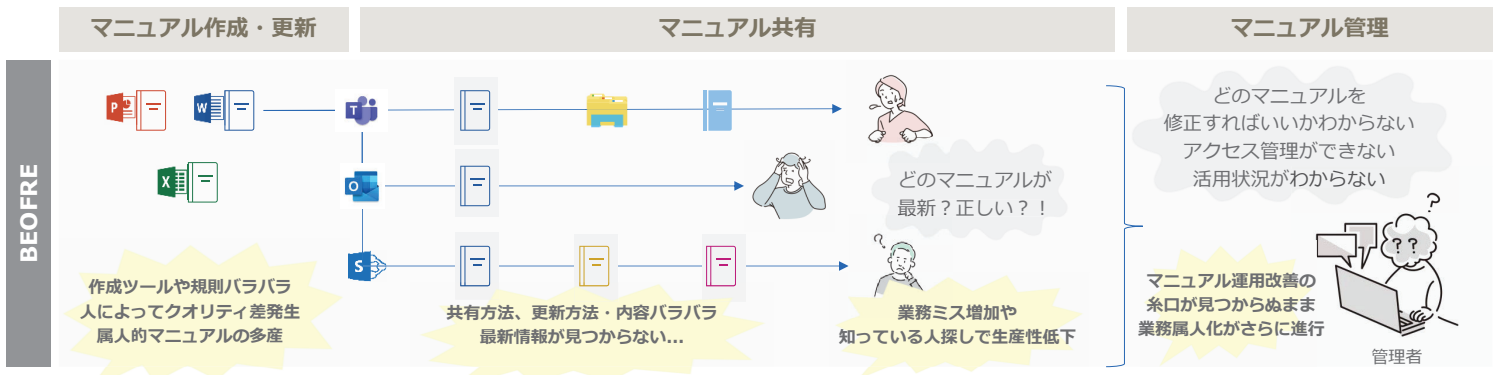 マニュアル作成・更新
マニュアル共有
マニュアル管理
BEOFRE
P
W
X
T
O
S
作成ツールや規則バラバラ
人によってクオリティ差発生
属人的マニュアルの多産
共有方法、更新方法・内容バラバラ
最新情報が見つからない...
どのマニュアルが
最新？正しい？！
業務ミス増加や
知っている人探しで生産性低下
どのマニュアルを
修正すればいいかわからない
アクセス管理ができない
活用状況がわからない
?
??
マニュアル運用改善の
糸口が見つからぬまま
業務属人化がさらに進行
管理者